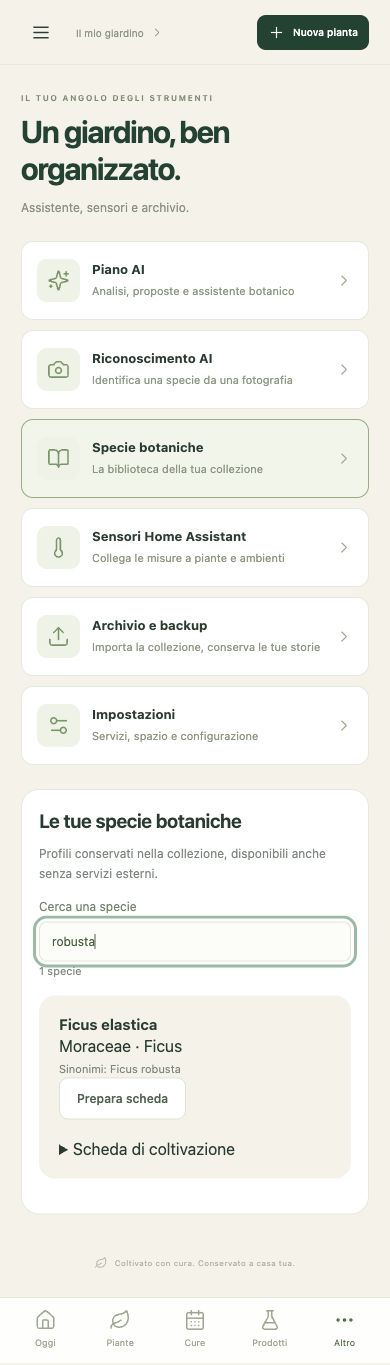 Il mio giardino
Nuova pianta
IL TUO ANGOLO DEGLI STRUMENTI
Un giardino, ben
organizzato.
Assistente, sensori e archivio.
Piano AI
Analisi, proposte e assistente botanico
Riconoscimento AI
Identifica una specie da una fotografia
Specie botaniche
La biblioteca della tua collezione
Sensori Home Assistant
Collega le misure a piante e ambienti
Archivio e backup
Importa la collezione, conserva le tue storie
Impostazioni
Servizi, spazio e configurazione
Le tue specie botaniche
Profili conservati nella collezione, disponibili anche
senza servizi esterni.
Cerca una specie
robusta
1 specie
Ficus elastica
Moraceae · Ficus
Sinonimi: Ficus robusta
Prepara scheda
Scheda di coltivazione
Coltivato con cura. Conservato a casa tua.
Oggi
Piante
Cure
Prodotti
Altro